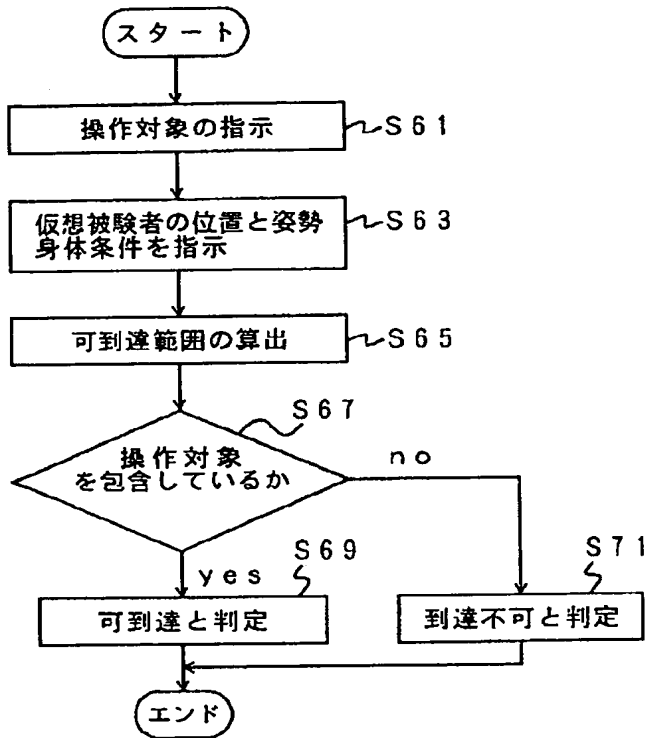 スタート
操作対象の指示
S61
仮想被験者の位置と姿勢
身体条件を指示
S63
可到達範囲の算出
S65
S67
操作対象
を包含しているか
no
yes
S69
S71
可到達と判定
到達不可と判定
エンド